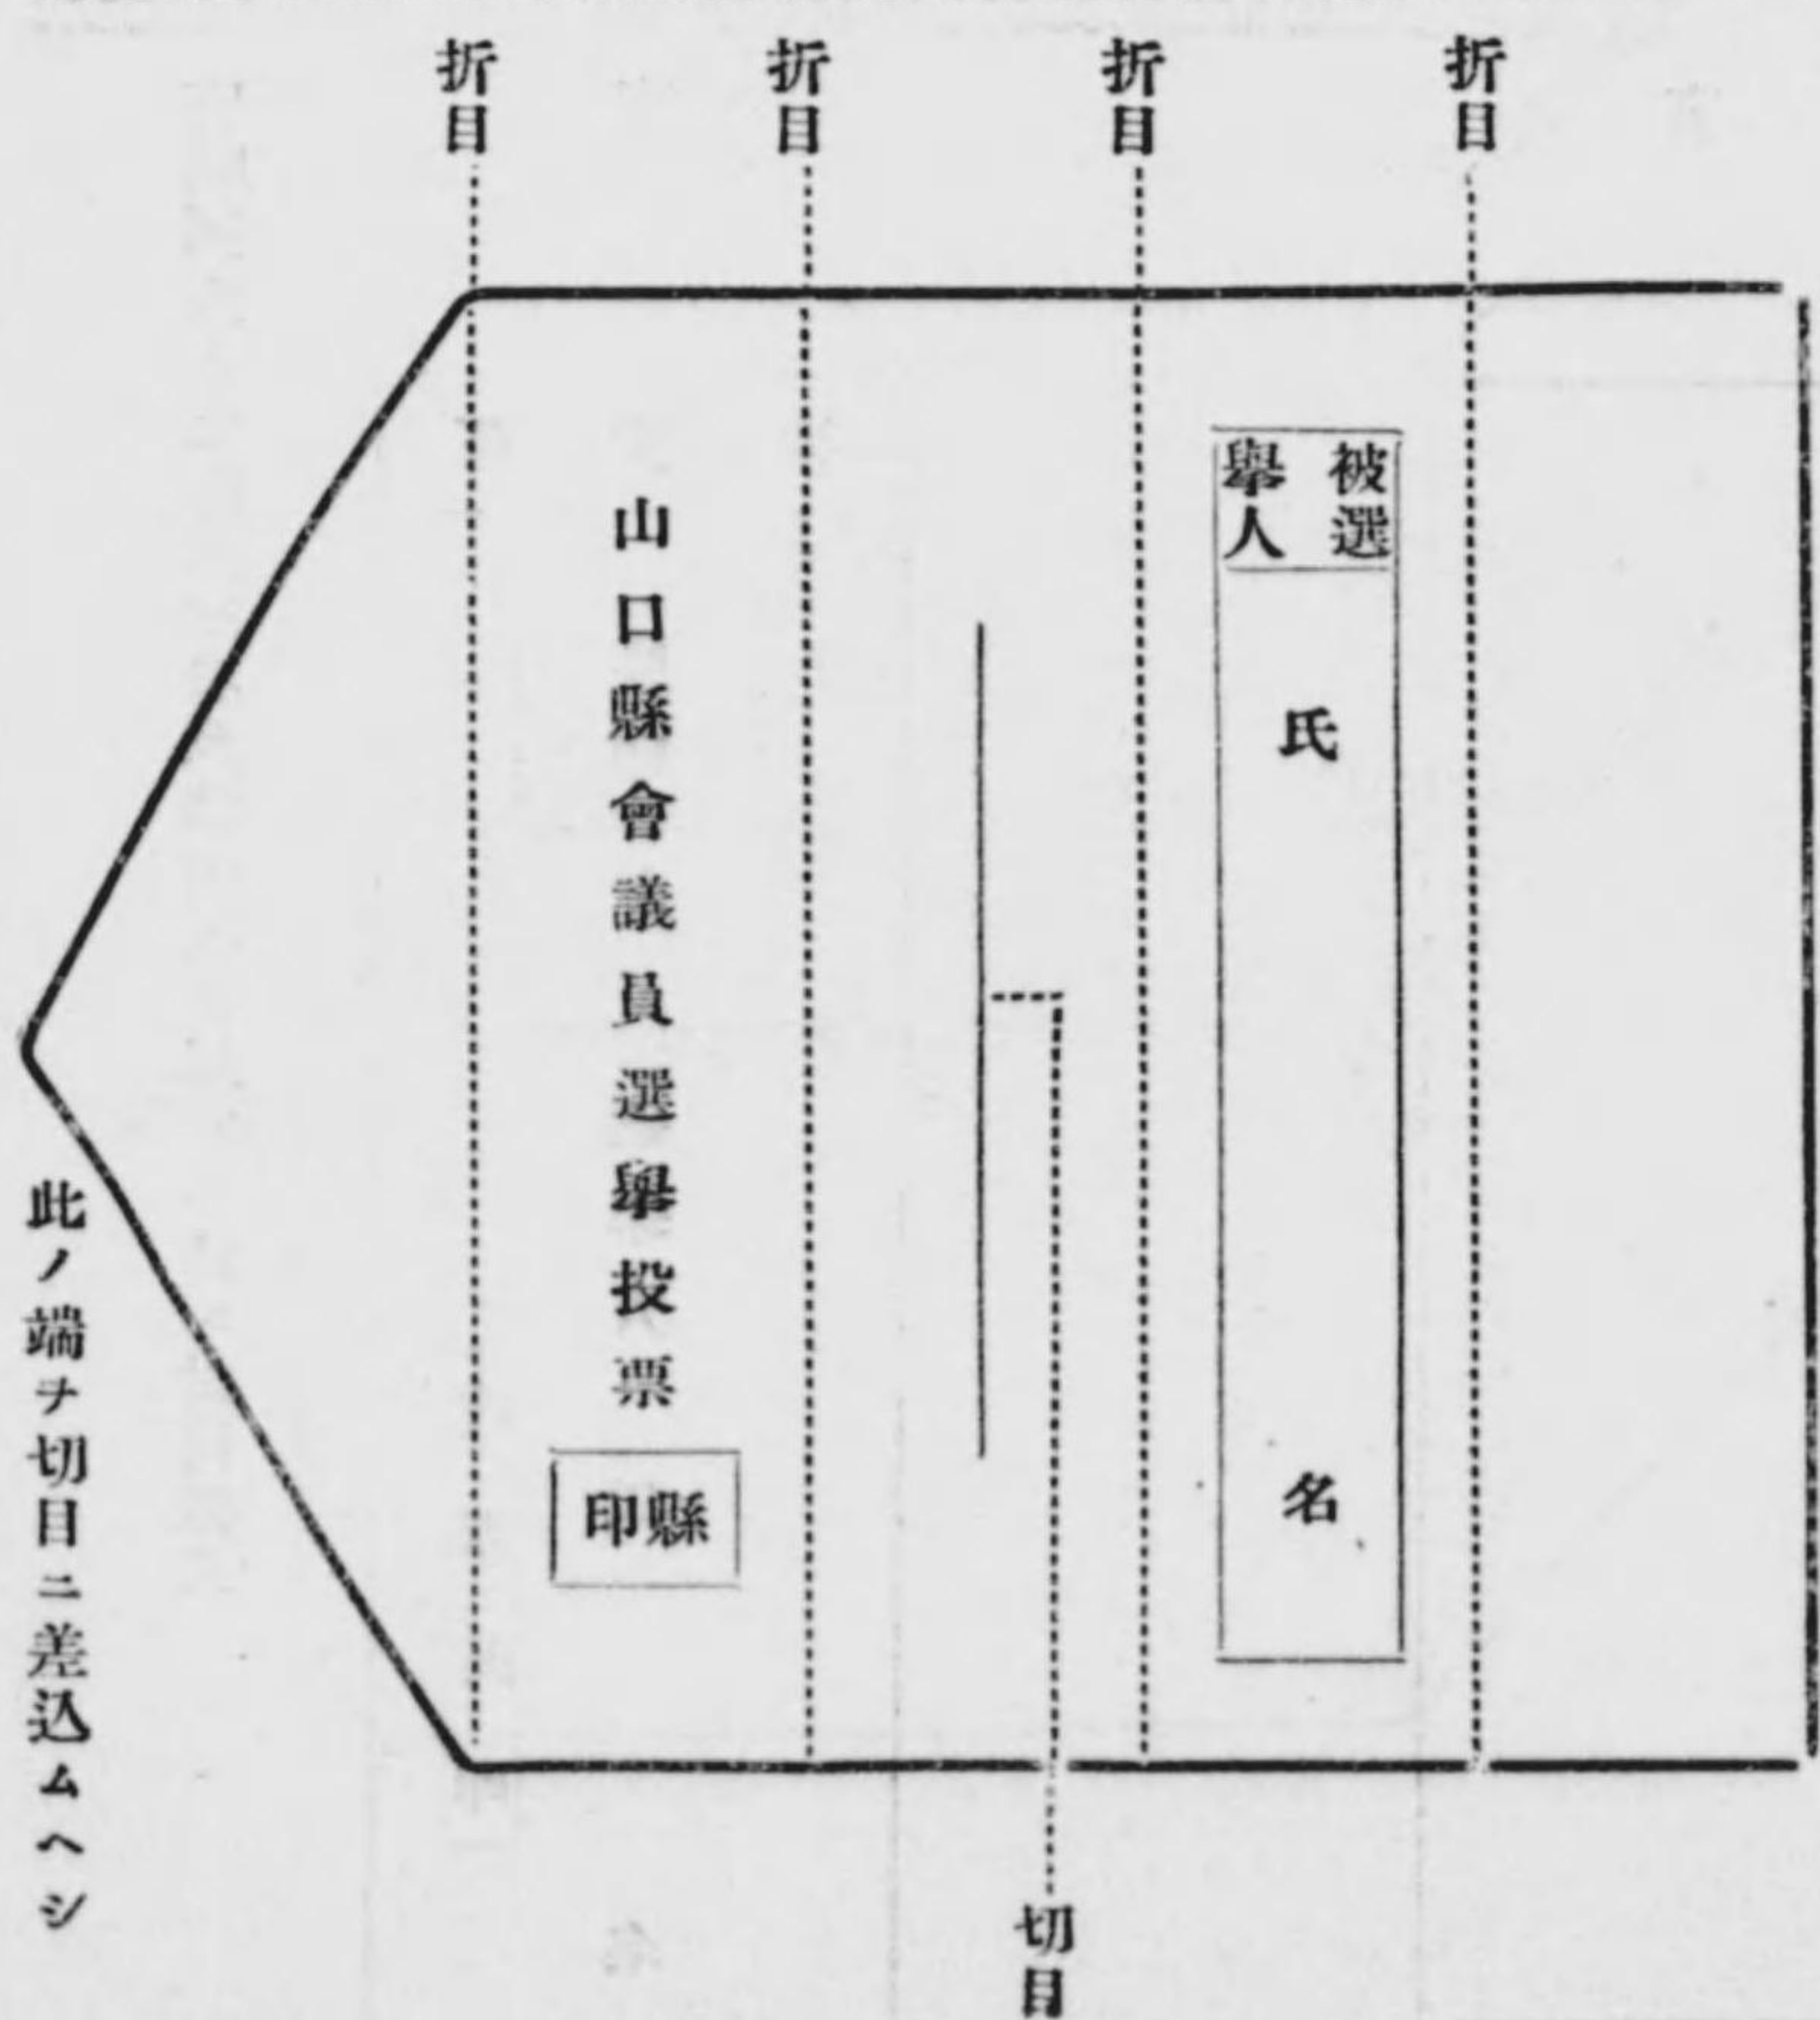 折目
折目
折目
折目
被選
舉人
氏名
切目
山口縣會議員選舉投票
縣印
此ノ端ヲ切目ニ差込ムヘシ